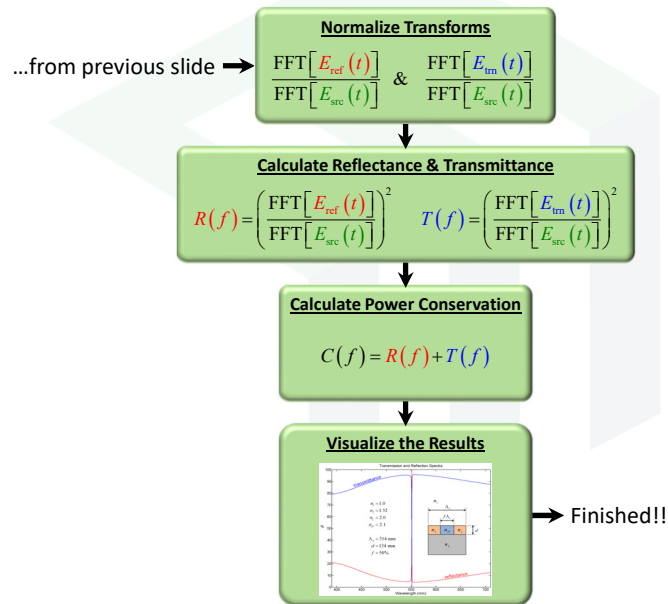 Normalize Transforms
...from previous slide
FFT[E_ref(t)] / FFT[E_src(t)] & FFT[E_trn(t)] / FFT[E_src(t)]
Calculate Reflectance & Transmittance
R(f) = (FFT[E_ref(t)] / FFT[E_src(t)])² T(f) = (FFT[E_trn(t)] / FFT[E_src(t)])²
Calculate Power Conservation
C(f) = R(f) + T(f)
Visualize the Results
Transmission and Reflection Spectra
transmittance
reflectance
Wavelength (nm)
Finished!!